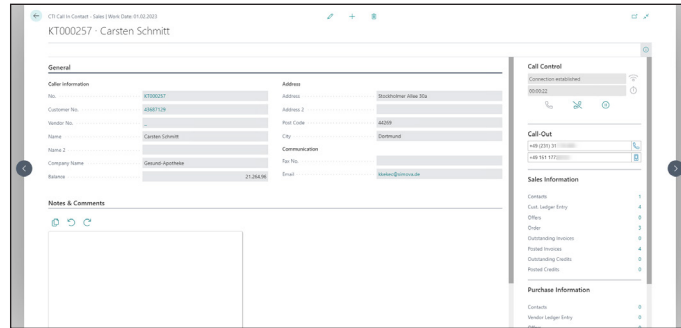 CTI Call In Contact - Sales | Work Date: 01.02.2023
KT000257 · Carsten Schmitt
General
Caller Information
No. KT000257
Customer No. 43687129
Vendor No. _
Name Carsten Schmitt
Name 2
Company Name Gesund-Apotheke
Balance 21.264,96
Address
Address Stockholmer Allee 30a
Address 2
Post Code 44269
City Dortmund
Communication
Fax No.
Email
Notes & Comments
Call Control
Connection established
00:00:22
Call-Out
+49 (231) 31
+49 151 177
Sales Information
Contacts 1
Cust. Ledger Entry 4
Offers 0
Order 3
Outstanding Invoices 0
Posted Invoices 4
Outstanding Credits 0
Posted Credits 0
Purchase Information
Contacts 0
Vendor Ledger Entry 0
Offers 0